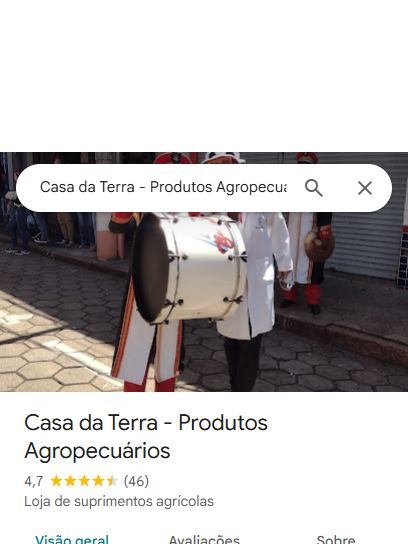 Casa da Terra - Produtos Agropecua
Casa da Terra - Produtos
Agropecuários
4,7 (46)
Loja de suprimentos agrícolas
Visão geral Avaliações Sobre